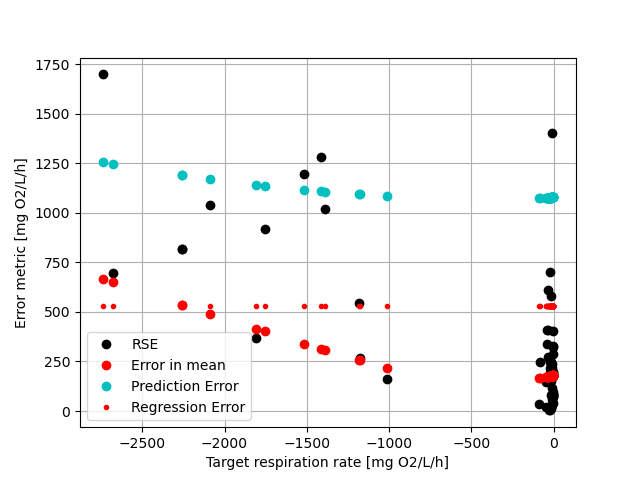 1750
1500
1250
1000
750
500
250
0
Error metric [mg O2/L/h]
RSE
Error in mean
Prediction Error
Regression Error
−2500 −2000 −1500 −1000 −500 0
Target respiration rate [mg O2/L/h]